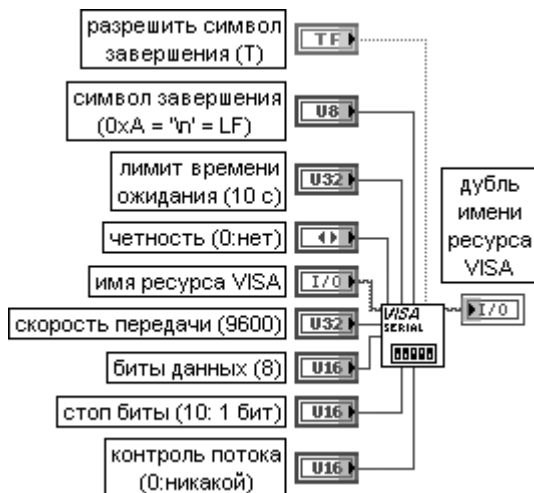 разрешить символ
завершения (T)
TF
символ завершения
(0xA = '\n' = LF)
U8
лимит времени
ожидания (10 с)
U32
четность (0:нет)
имя ресурса VISA
I/O
скорость передачи (9600)
U32
биты данных (8)
U16
стоп биты (10: 1 бит)
U16
контроль потока
(0:никакой)
U16
VISA
SERIAL
дубль
имени
ресурса
VISA
I/O